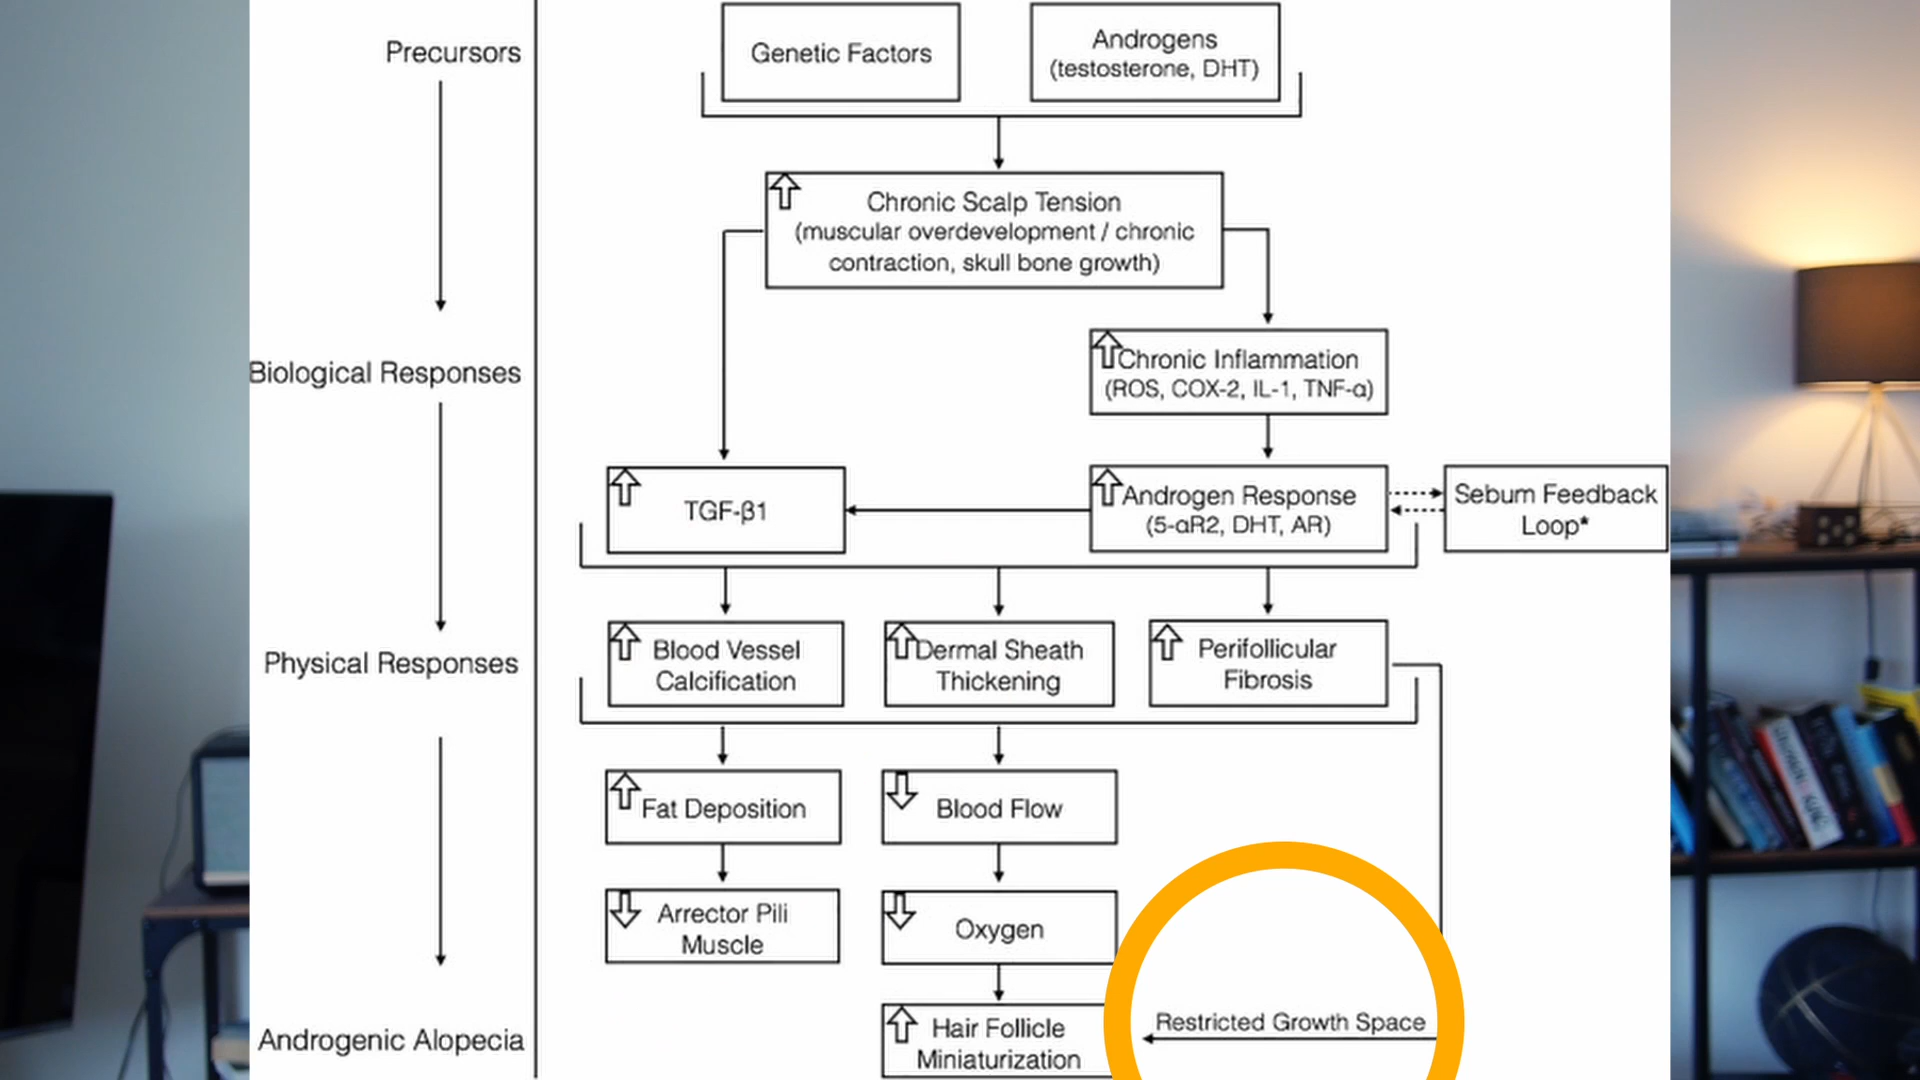 Precursors
Genetic Factors
Androgens
(testosterone, DHT)
Chronic Scalp Tension
(muscular overdevelopment / chronic
contraction, skull bone growth)
Biological Responses
Chronic Inflammation
(ROS, COX-2, IL-1, TNF-α)
TGF-β1
Androgen Response
(5-αR2, DHT, AR)
Sebum Feedback
Loop*
Physical Responses
Blood Vessel
Calcification
Dermal Sheath
Thickening
Perifollicular
Fibrosis
Fat Deposition
Blood Flow
Arrector Pili
Muscle
Oxygen
Androgenic Alopecia
Hair Follicle
Miniaturization
Restricted Growth Space